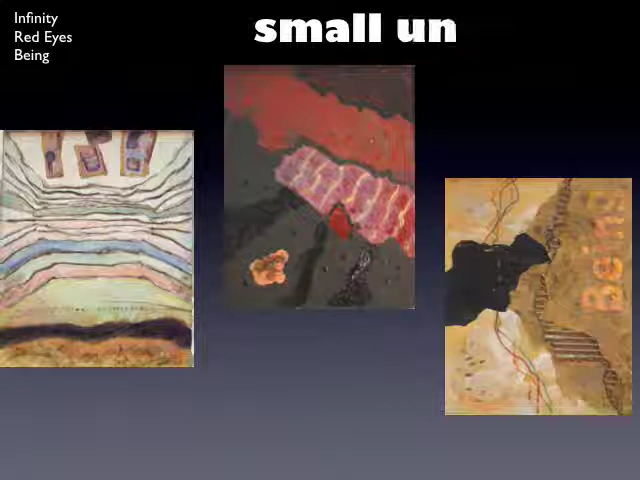 Infinity
Red Eyes
Being
small un
Being